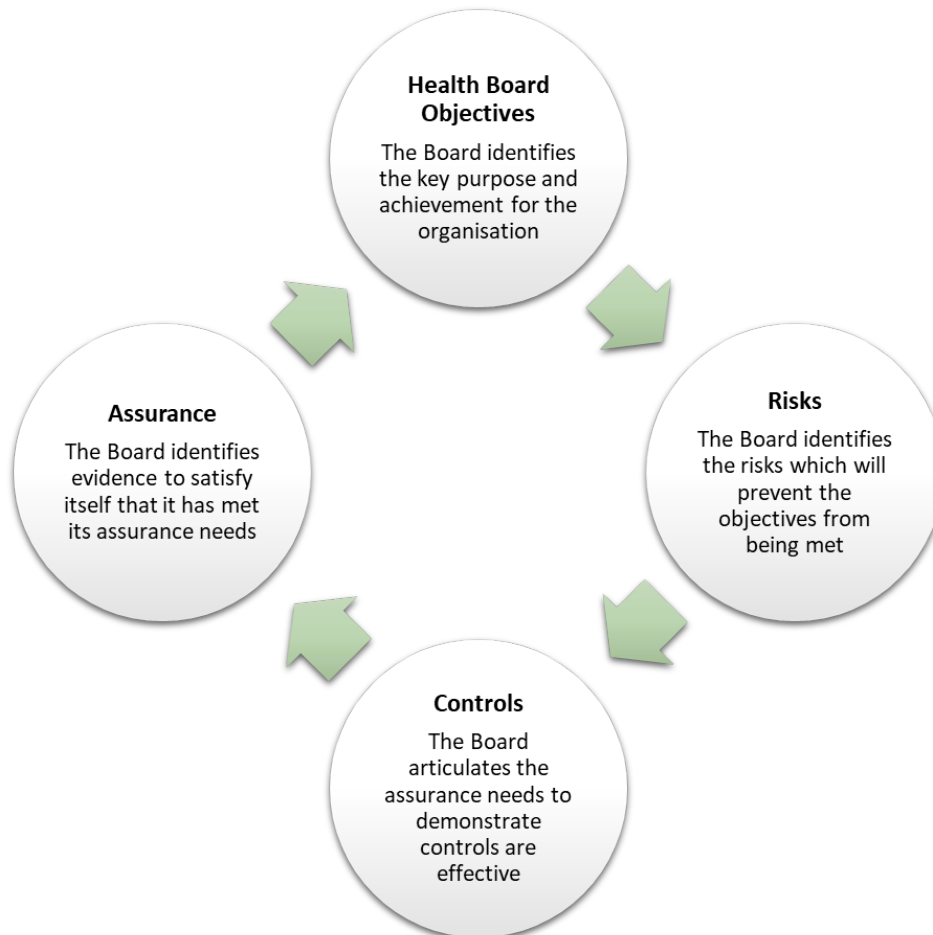 Health Board
Objectives
The Board identifies
the key purpose and
achievement for the
organisation
Risks
The Board identifies
the risks which will
prevent the
objectives from
being met
Controls
The Board
articulates the
assurance needs to
demonstrate
controls are
effective
Assurance
The Board identifies
evidence to satisfy
itself that it has met
its assurance needs